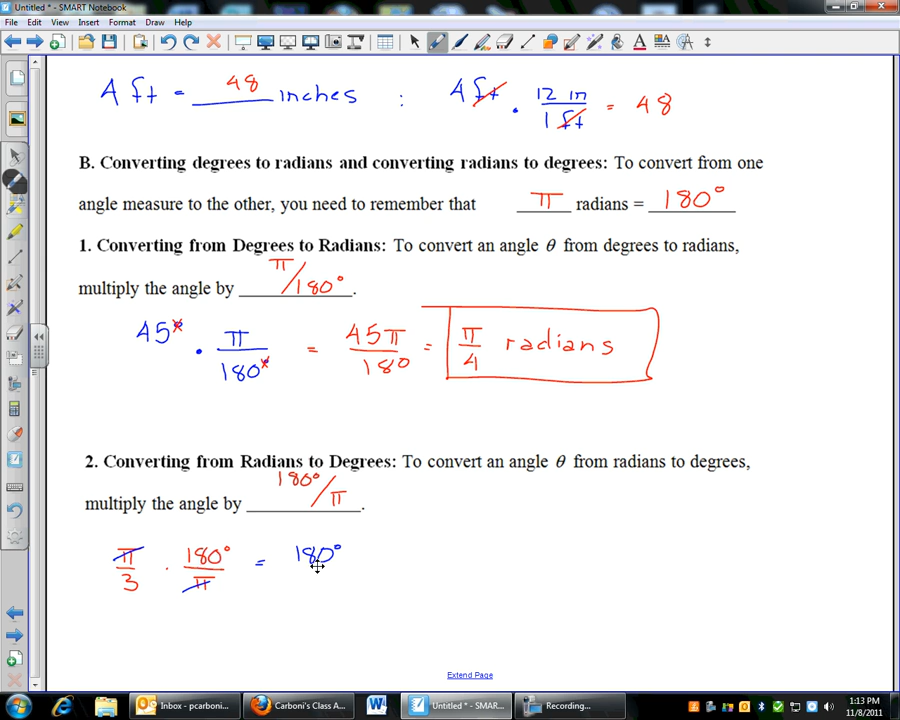 Untitled * - SMART Notebook
File Edit View Insert Format Draw Help
4 ft = 48 inches : 4 ft · 12 in / 1 ft = 48
B. Converting degrees to radians and converting radians to degrees: To convert from one
angle measure to the other, you need to remember that π radians = 180°
1. Converting from Degrees to Radians: To convert an angle θ from degrees to radians,
multiply the angle by π/180°.
45° · π/180° = 45π/180 = π/4 radians
2. Converting from Radians to Degrees: To convert an angle θ from radians to degrees,
multiply the angle by 180°/π.
π/3 · 180°/π = 180°
Extend Page
Inbox - pcarboni... Carboni's Class A... Untitled * - SMAR... Recording...
1:13 PM
11/8/2011